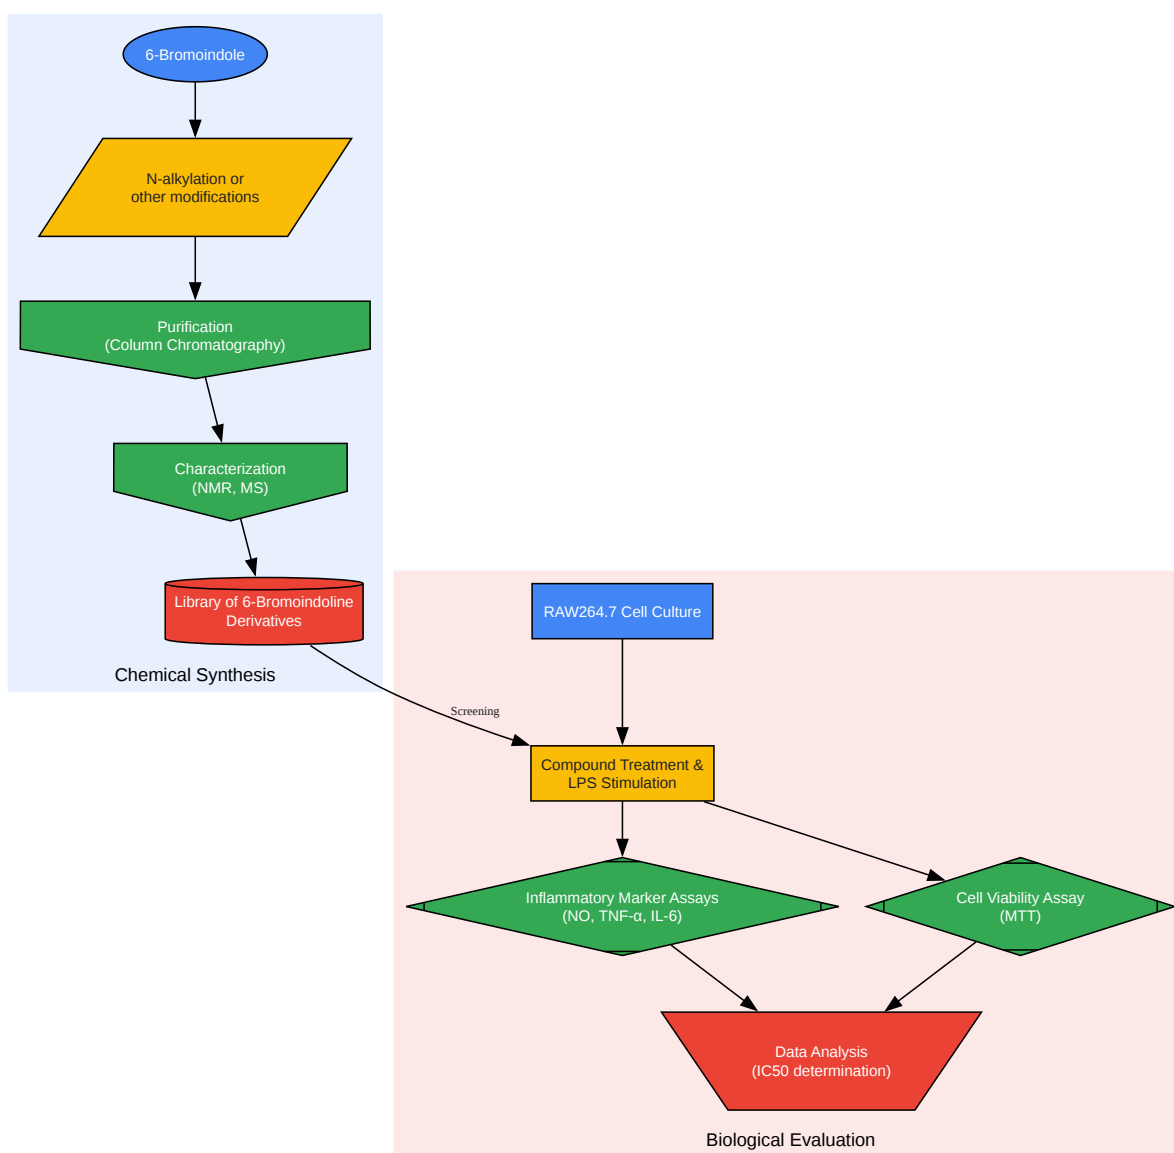 6-Bromoindole
N-alkylation or
other modifications
Purification
(Column Chromatography)
Characterization
(NMR, MS)
Library of 6-Bromoindoline
Derivatives
Chemical Synthesis
Screening
RAW264.7 Cell Culture
Compound Treatment &
LPS Stimulation
Inflammatory Marker Assays
(NO, TNF-α, IL-6)
Cell Viability Assay
(MTT)
Data Analysis
(IC50 determination)
Biological Evaluation